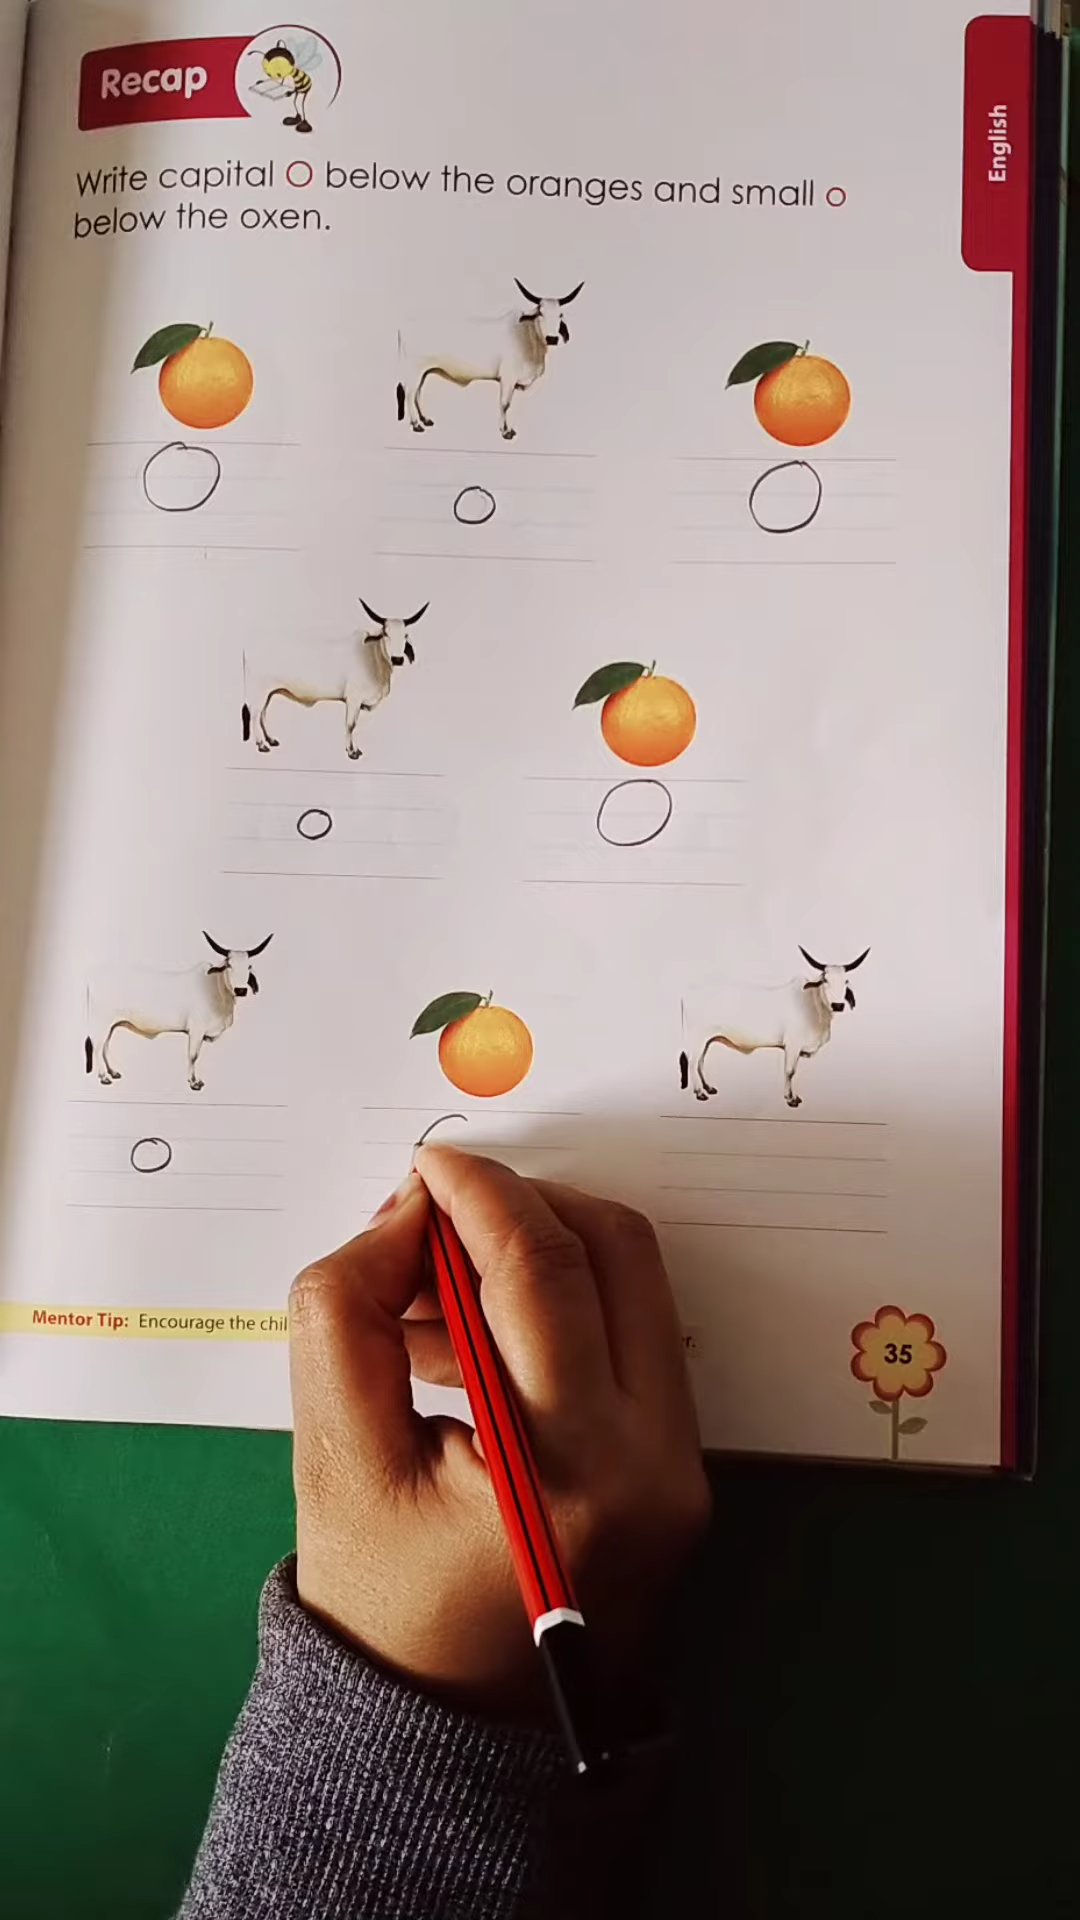 Recap
English
Write capital O below the oranges and small o
below the oxen.
O o O
o O
o
Mentor Tip: Encourage the chil
r.
35